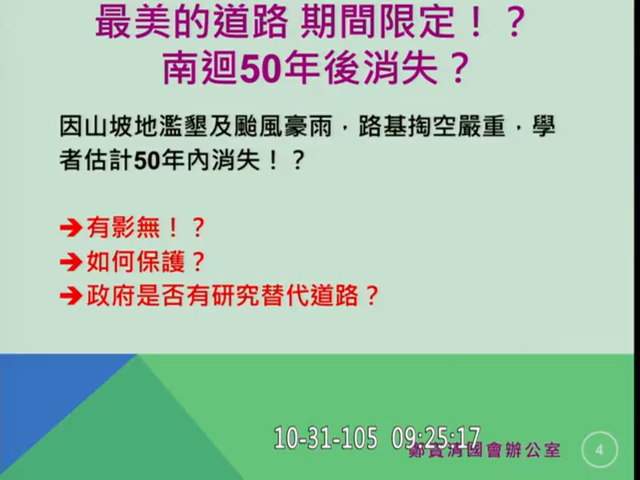 最美的道路 期間限定！？
南迴50年後消失？
因山坡地濫墾及颱風豪雨，路基掏空嚴重，學
者估計50年內消失！？
➔有影無！？
➔如何保護？
➔政府是否有研究替代道路？
10-31-105 09:25:17
鄭寶清國會辦公室
4